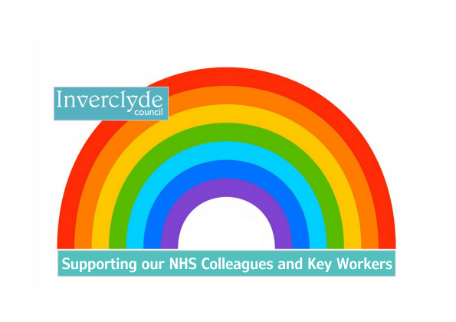 Inverclyde
council
Supporting our NHS Colleagues and Key Workers